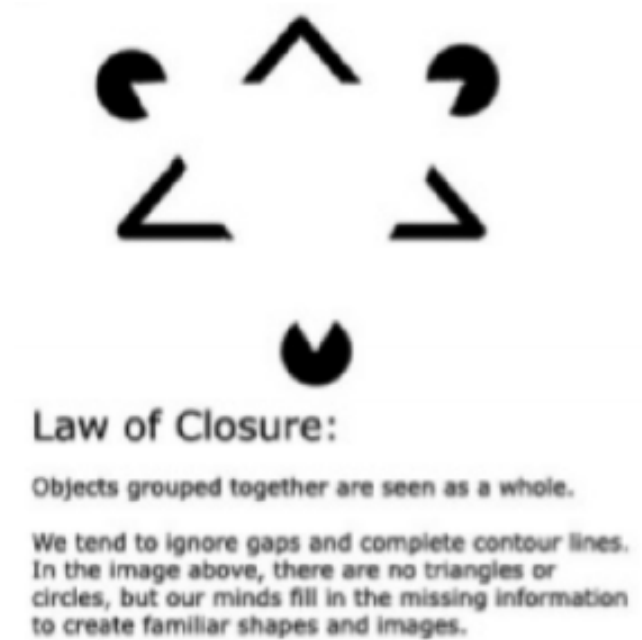 Law of Closure:
Objects grouped together are seen as a whole.
We tend to ignore gaps and complete contour lines.
In the image above, there are no triangles or
circles, but our minds fill in the missing information
to create familiar shapes and images.